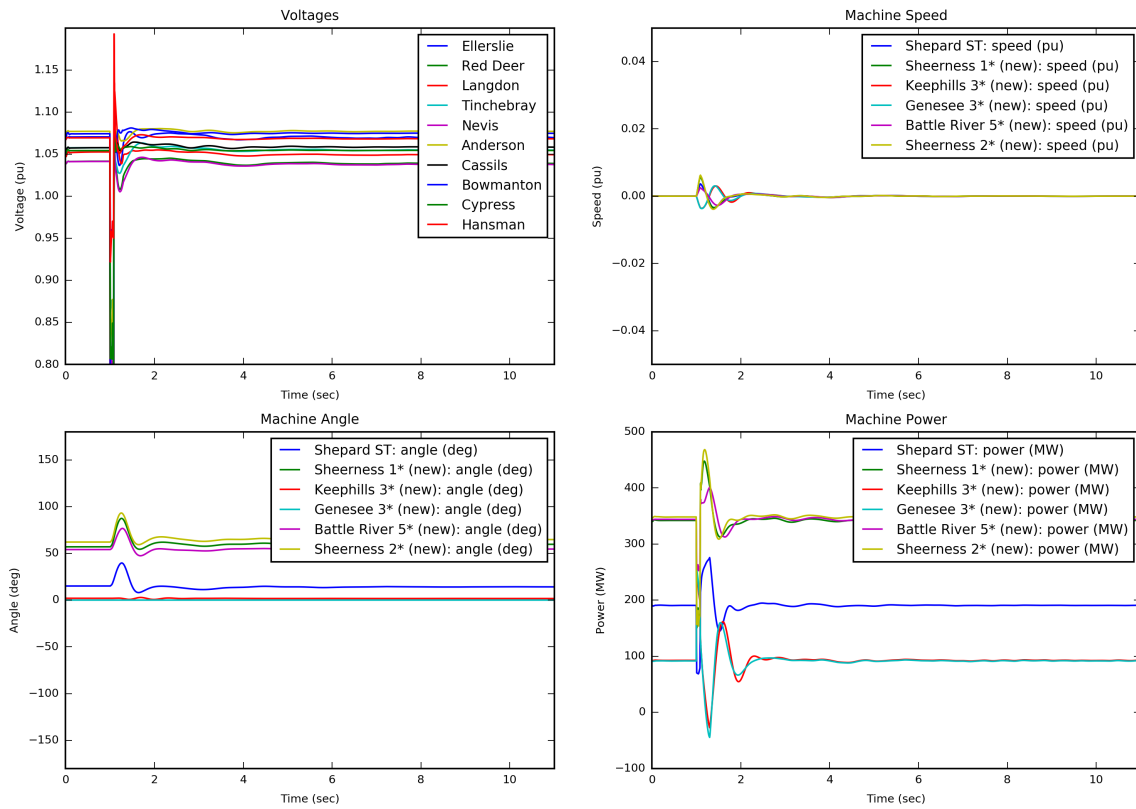 Voltages
1.15
1.10
1.05
1.00
0.95
0.90
0.85
0.80
Voltage (pu)
Ellerslie
Red Deer
Langdon
Tinchebray
Nevis
Anderson
Cassils
Bowmanton
Cypress
Hansman
0 2 4 6 8 10
Time (sec)
Machine Speed
0.04
0.02
0.00
−0.02
−0.04
Speed (pu)
Shepard ST: speed (pu)
Sheerness 1* (new): speed (pu)
Keephills 3* (new): speed (pu)
Genesee 3* (new): speed (pu)
Battle River 5* (new): speed (pu)
Sheerness 2* (new): speed (pu)
0 2 4 6 8 10
Time (sec)
Machine Angle
150
100
50
0
−50
−100
−150
Angle (deg)
Shepard ST: angle (deg)
Sheerness 1* (new): angle (deg)
Keephills 3* (new): angle (deg)
Genesee 3* (new): angle (deg)
Battle River 5* (new): angle (deg)
Sheerness 2* (new): angle (deg)
0 2 4 6 8 10
Time (sec)
Machine Power
500
400
300
200
100
0
−100
Power (MW)
Shepard ST: power (MW)
Sheerness 1* (new): power (MW)
Keephills 3* (new): power (MW)
Genesee 3* (new): power (MW)
Battle River 5* (new): power (MW)
Sheerness 2* (new): power (MW)
0 2 4 6 8 10
Time (sec)